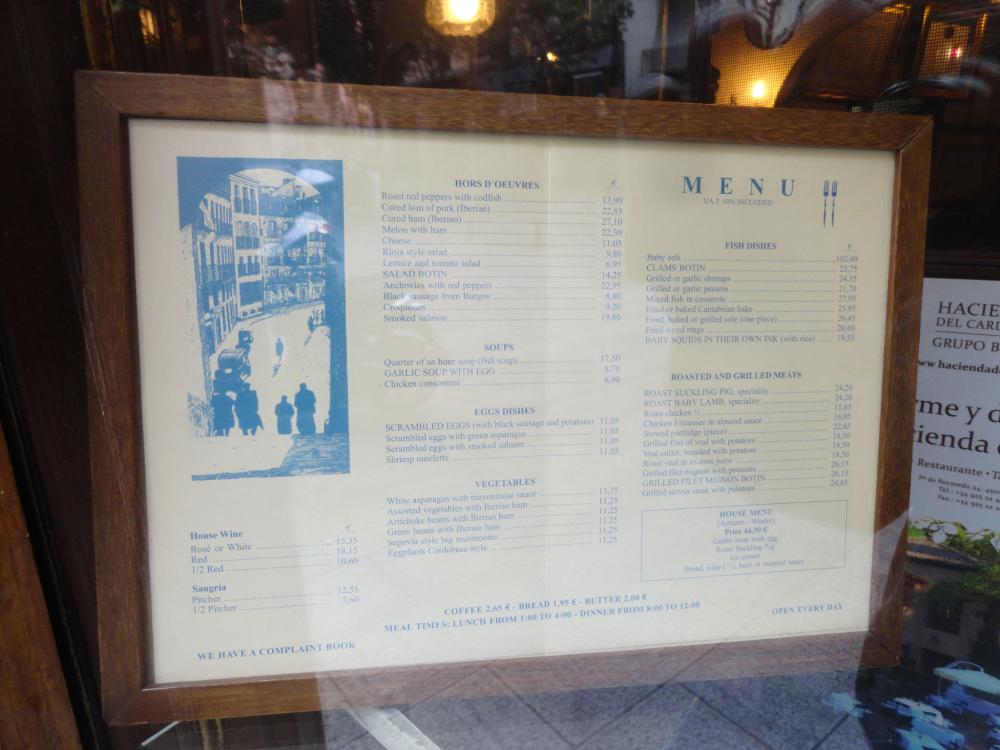 HORS D´OEUVRES €
Roast red peppers with codfish 13,90
Cured loin of pork (Iberian) 22,85
Cured ham (Iberian) 27,10
Melon with ham 22,30
Cheese 11,05
Rioja style salad 9,80
Lettuce and tomato salad 6,95
SALAD BOTIN 14,25
Anchovies with red peppers 22,95
Black sausage from Burgos 8,80
Croquettes 9,20
Smoked salmon 19,80
SOUPS
Quarter of an hour soup (fish soup) 17,50
GARLIC SOUP WITH EGG 8,70
Chicken consommé 6,90
EGGS DISHES
SCRAMBLED EGGS (with black sausage and potatoes) 11,05
Scrambled eggs with green asparagus 11,05
Scrambled eggs with smoked salmon 11,05
Shrimp omelette 11,05
VEGETABLES
White asparagus with mayonnaise sauce 13,75
Assorted vegetables with Iberian ham 11,25
Artichoke hearts with Iberian ham 11,25
Green beans with Iberian ham 11,25
Segovia style big mushrooms 11,25
Eggplants Cordobesa style 11,25
MENU
V.A.T. 10% INCLUDED
FISH DISHES €
Baby eels 102,60
CLAMS BOTIN 23,75
Grilled or garlic shrimps 24,35
Grilled or garlic prawns 21,70
Mixed fish in casserole 27,95
Fried or baked Cantabrian hake 25,85
Fried, baked or grilled sole (one piece) 26,45
Fried squid rings 20,60
BABY SQUIDS IN THEIR OWN INK (with rice) 19,55
ROASTED AND GRILLED MEATS
ROAST SUCKLING PIG, speciality 24,20
ROAST BABY LAMB, speciality 24,20
Roast chicken ½ 11,65
Chicken Fricassee in almond sauce 16,05
Stewed partridge (piece) 22,65
Grilled filet of veal with potatoes 18,50
Veal cutlet, breaded with potatoes 18,50
Roast veal in its own juice 18,50
Grilled filet mignon with potatoes 26,15
GRILLED FILET MIGNON BOTIN 26,15
Grilled sirloin steak with potatoes 24,65
HOUSE MENU
(Autumn - Winter)
Price 44,30 €
Garlic soup with egg
Roast Suckling Pig
Ice cream
Bread, wine (½), beer or mineral water
House Wine €
Rosé or White 15,35
Red 18,15
1/2 Red 10,60
Sangria
Pitcher 12,55
1/2 Pitcher 7,60
COFFEE 2,65 € - BREAD 1,95 € - BUTTER 2,00 €
MEAL TIMES: LUNCH FROM 1:00 TO 4:00 - DINNER FROM 8:00 TO 12:00
OPEN EVERY DAY
WE HAVE A COMPLAINT BOOK
HACIE
DEL CARD
GRUPO B
www.haciendad
rme y d
ienda
Restaurante • T